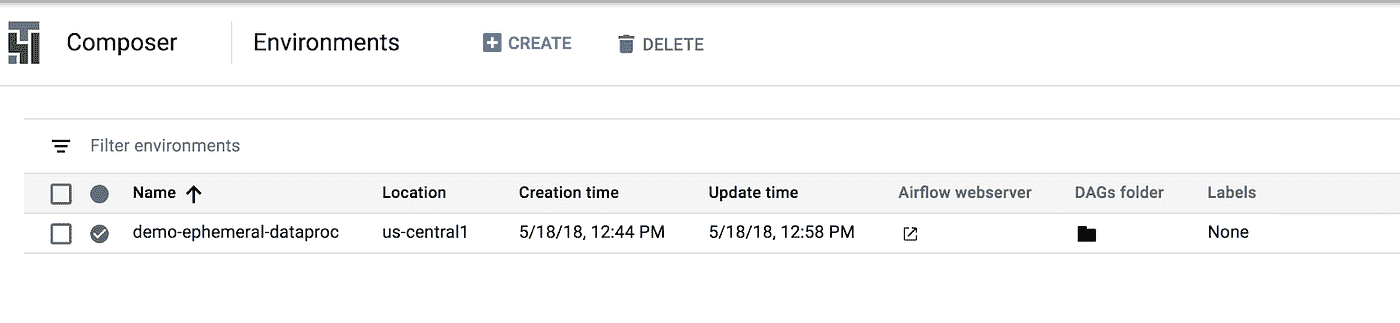 Composer Environments CREATE DELETE
Filter environments
Name Location Creation time Update time Airflow webserver DAGs folder Labels
demo-ephemeral-dataproc us-central1 5/18/18, 12:44 PM 5/18/18, 12:58 PM None